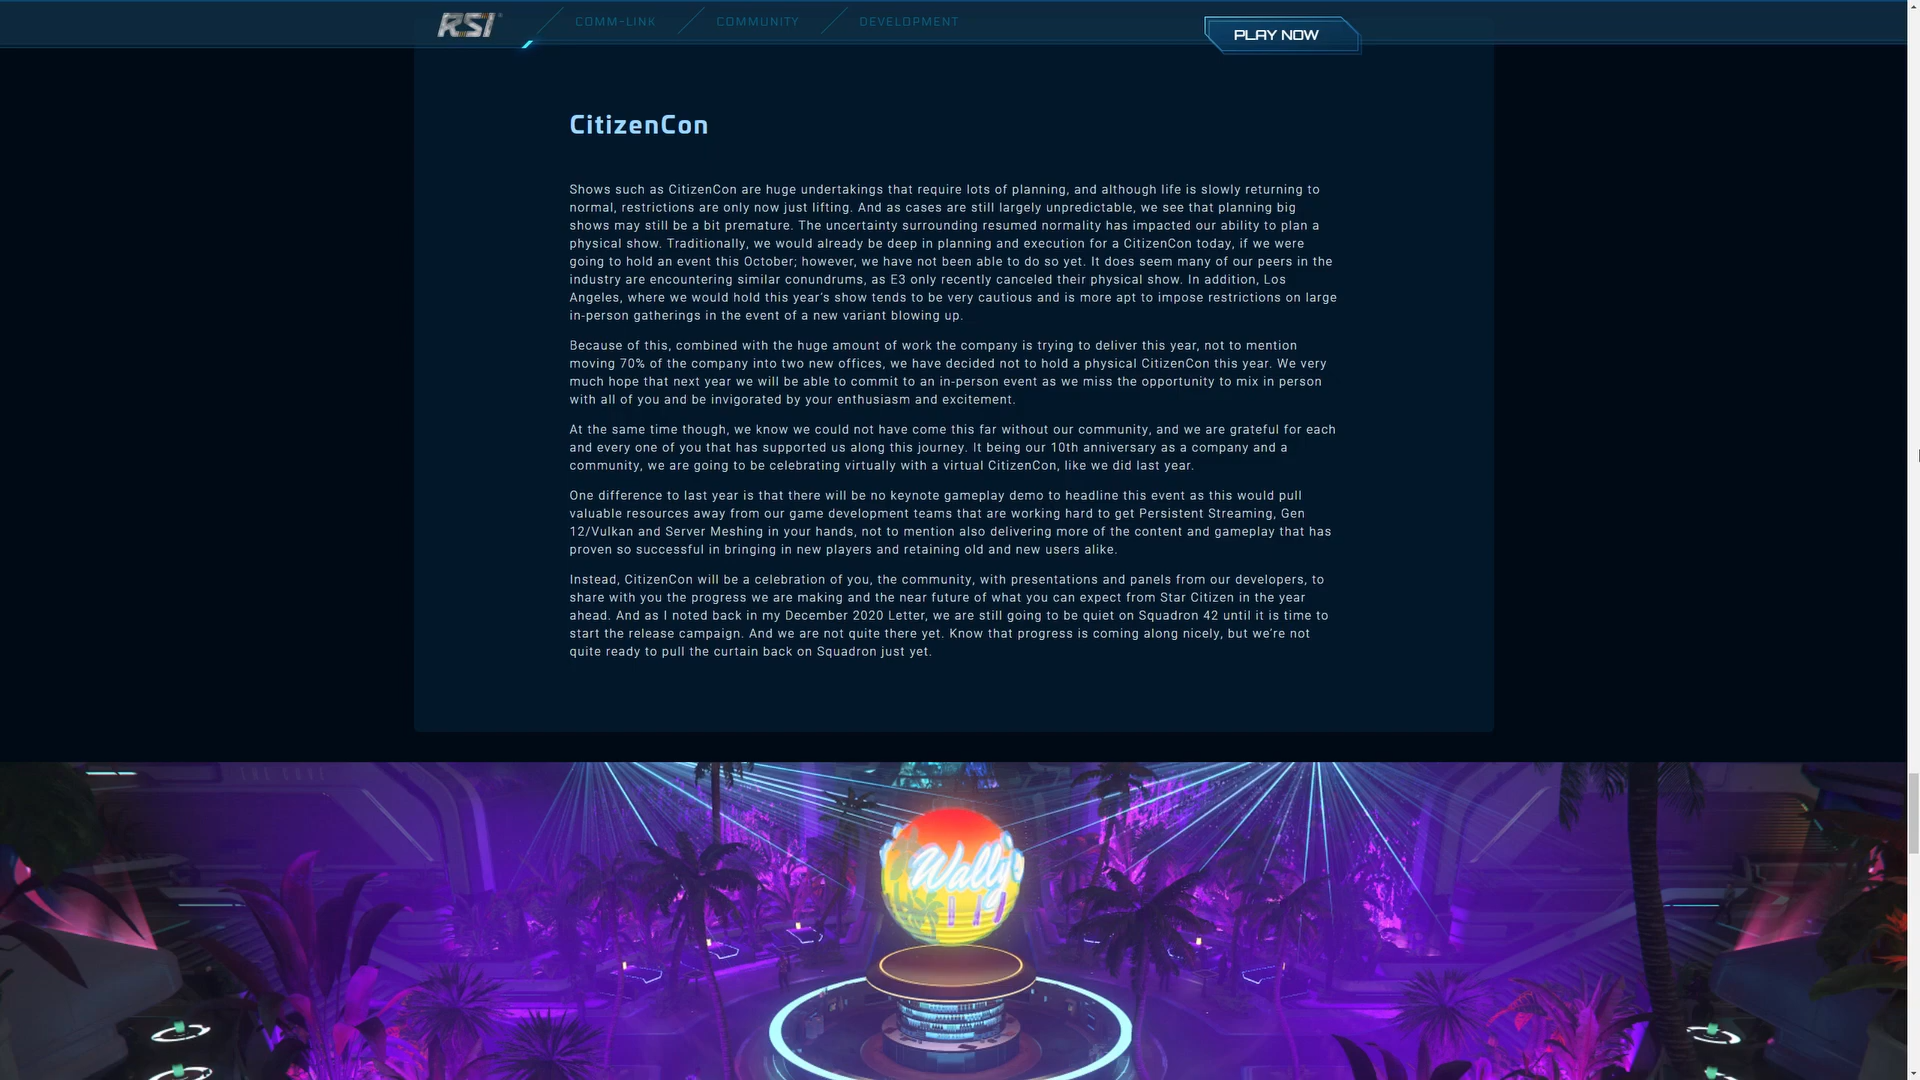 RSI
COMM-LINK
COMMUNITY
DEVELOPMENT
PLAY NOW
CitizenCon
Shows such as CitizenCon are huge undertakings that require lots of planning, and although life is slowly returning to
normal, restrictions are only now just lifting. And as cases are still largely unpredictable, we see that planning big
shows may still be a bit premature. The uncertainty surrounding resumed normality has impacted our ability to plan a
physical show. Traditionally, we would already be deep in planning and execution for a CitizenCon today, if we were
going to hold an event this October; however, we have not been able to do so yet. It does seem many of our peers in the
industry are encountering similar conundrums, as E3 only recently canceled their physical show. In addition, Los
Angeles, where we would hold this year's show tends to be very cautious and is more apt to impose restrictions on large
in-person gatherings in the event of a new variant blowing up.
Because of this, combined with the huge amount of work the company is trying to deliver this year, not to mention
moving 70% of the company into two new offices, we have decided not to hold a physical CitizenCon this year. We very
much hope that next year we will be able to commit to an in-person event as we miss the opportunity to mix in person
with all of you and be invigorated by your enthusiasm and excitement.
At the same time though, we know we could not have come this far without our community, and we are grateful for each
and every one of you that has supported us along this journey. It being our 10th anniversary as a company and a
community, we are going to be celebrating virtually with a virtual CitizenCon, like we did last year.
One difference to last year is that there will be no keynote gameplay demo to headline this event as this would pull
valuable resources away from our game development teams that are working hard to get Persistent Streaming, Gen
12/Vulkan and Server Meshing in your hands, not to mention also delivering more of the content and gameplay that has
proven so successful in bringing in new players and retaining old and new users alike.
Instead, CitizenCon will be a celebration of you, the community, with presentations and panels from our developers, to
share with you the progress we are making and the near future of what you can expect from Star Citizen in the year
ahead. And as I noted back in my December 2020 Letter, we are still going to be quiet on Squadron 42 until it is time to
start the release campaign. And we are not quite there yet. Know that progress is coming along nicely, but we're not
quite ready to pull the curtain back on Squadron just yet.